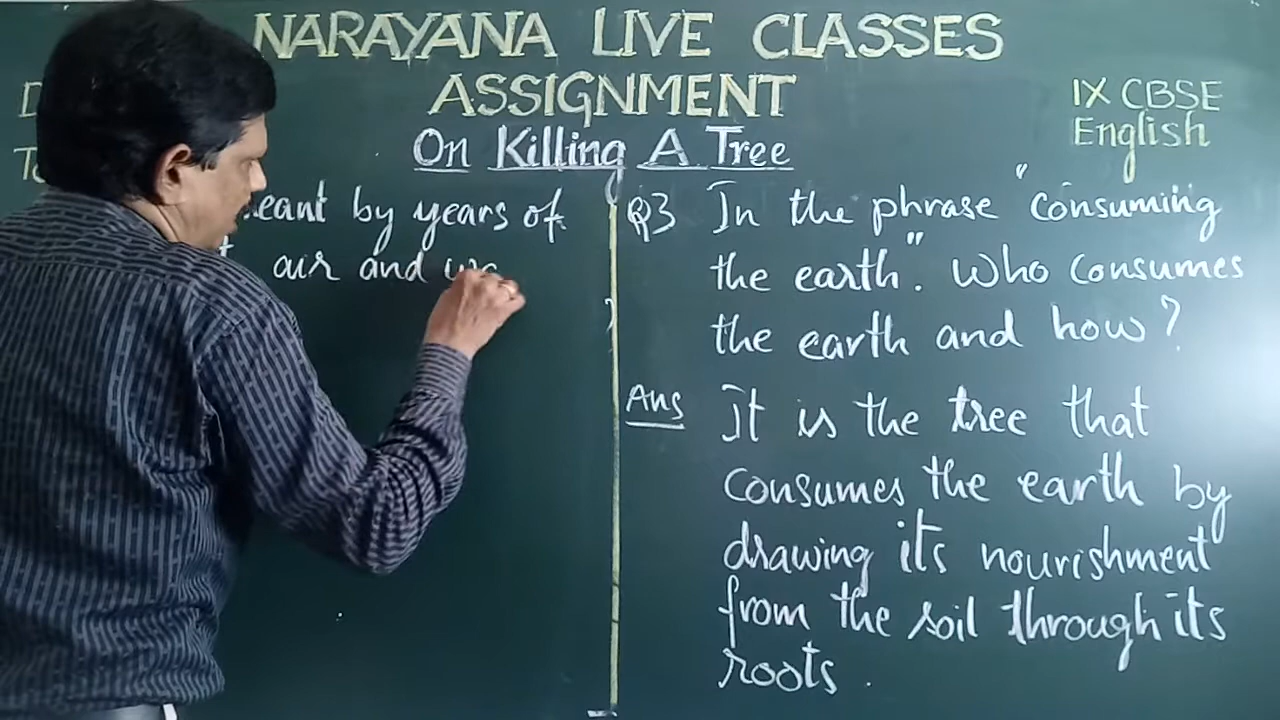 NARAYANA LIVE CLASSES
ASSIGNMENT
IX CBSE
English
On Killing A Tree
by years of
air and
Q3 In the phrase "consuming
the earth". Who consumes
the earth and how?
Ans It is the tree that
consumes the earth by
drawing its nourishment
from the soil through its
roots.